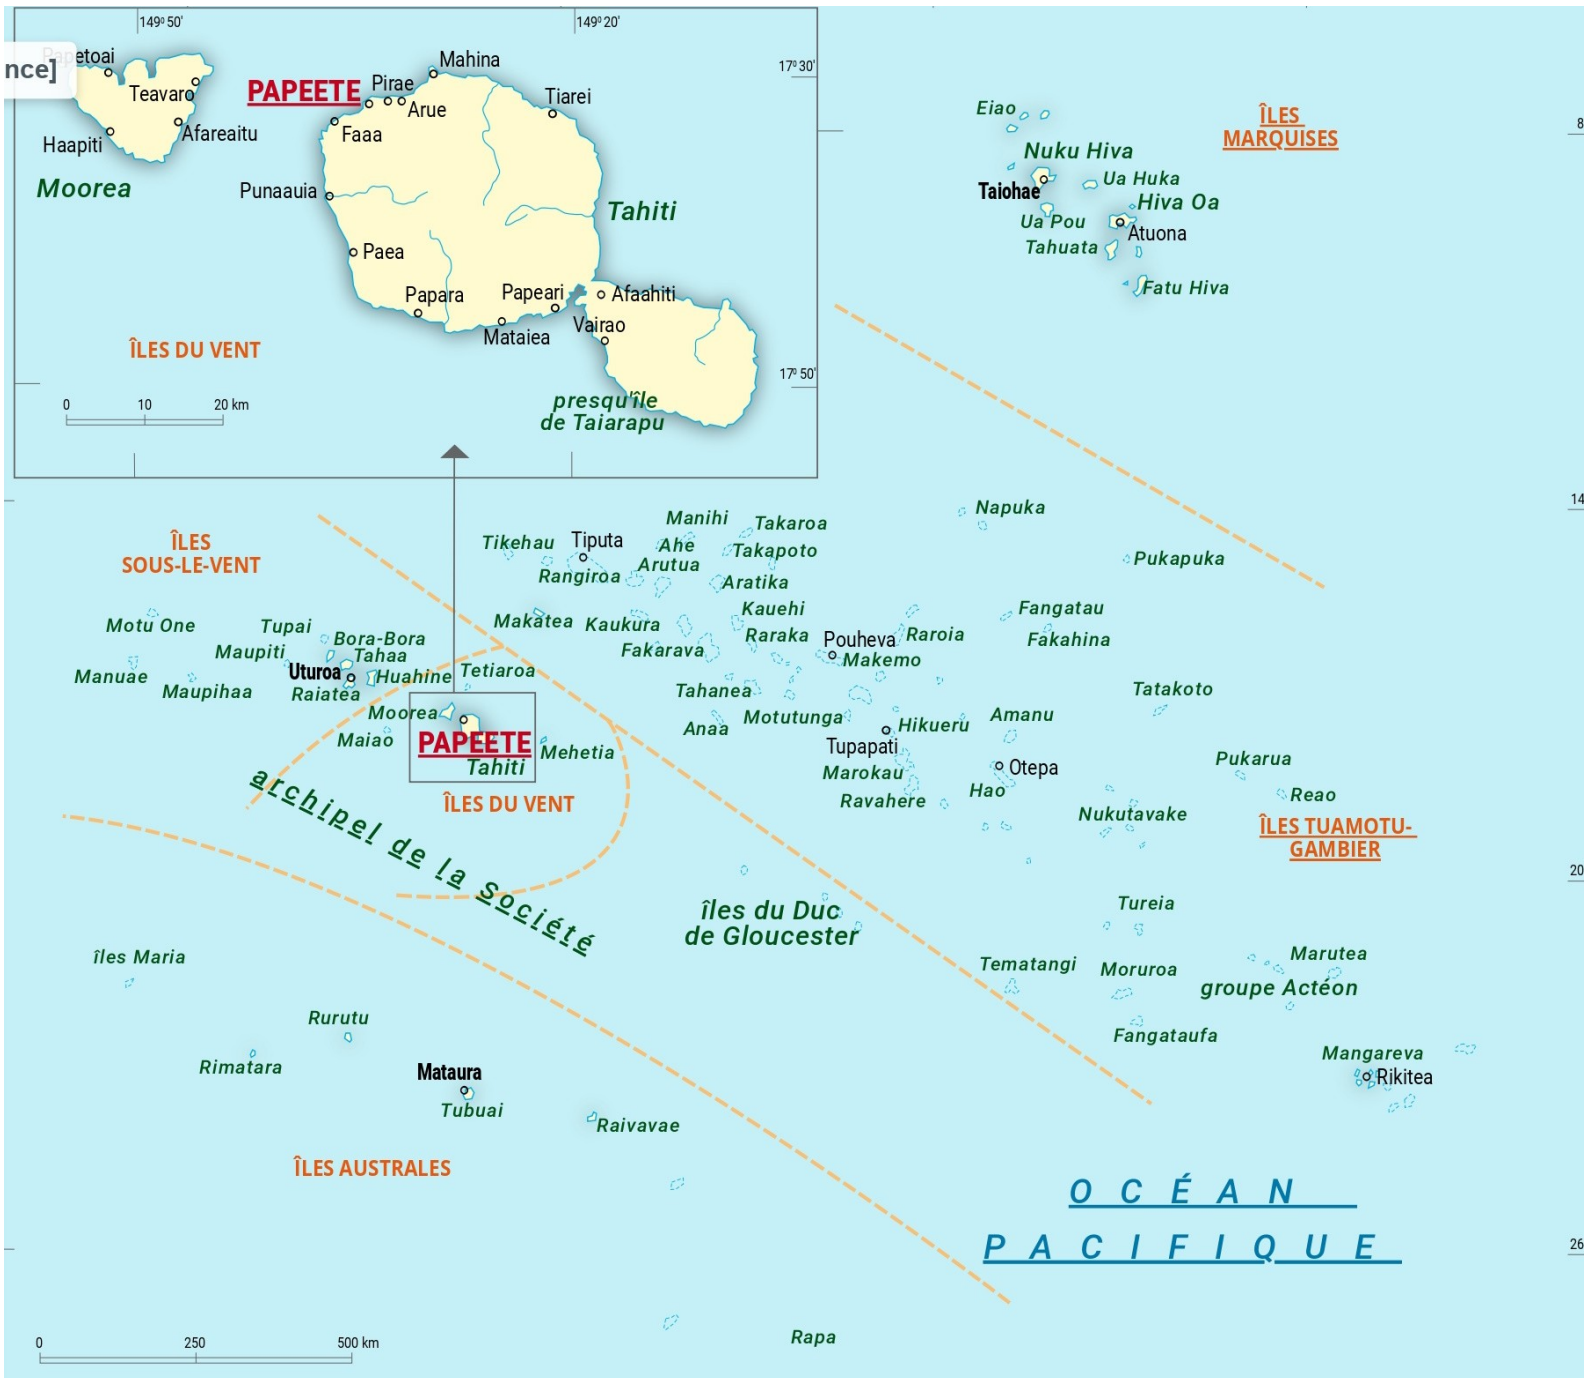 149° 50'
149° 20'
nce]
Papetoai
Teavaro
Haapiti
Afareaitu
Moorea
PAPEETE
Pirae
Mahina
Arue
Faaa
Tiarei
17° 30'
Punaauia
Tahiti
Paea
Papara
Papeari
Afaahiti
Mataiea
Vairao
ÎLES DU VENT
17° 50'
0 10 20 km
presqu'île
de Taiarapu
Eiao
ÎLES
MARQUISES
8
Nuku Hiva
Taiohae
Ua Huka
Hiva Oa
Ua Pou
Atuona
Tahuata
Fatu Hiva
14
ÎLES
SOUS-LE-VENT
Motu One
Tupai
Bora-Bora
Maupiti
Tahaa
Manuae
Maupihaa
Uturoa
Huahine
Raiatea
Tetiaroa
Moorea
Maiao
PAPEETE
Tahiti
Mehetia
ÎLES DU VENT
archipel de la Société
Tikehau
Tiputa
Rangiroa
Manihi
Takaroa
Ahe
Takapoto
Arutua
Aratika
Makatea
Kaukura
Kauehi
Raraka
Fakarava
Pouheva
Raroia
Makemo
Tahanea
Motutunga
Anaa
Hikueru
Tupapati
Marokau
Ravahere
Napuka
Pukapuka
Fangatau
Fakahina
Tatakoto
Amanu
Otepa
Hao
Pukarua
Reao
Nukutavake
ÎLES TUAMOTU-
GAMBIER
20
Tureia
îles du Duc
de Gloucester
Tematangi
Moruroa
Marutea
groupe Actéon
Fangataufa
Mangareva
Rikitea
îles Maria
Rurutu
Rimatara
Mataura
Tubuai
Raivavae
ÎLES AUSTRALES
OCÉAN
PACIFIQUE
26
Rapa
0 250 500 km